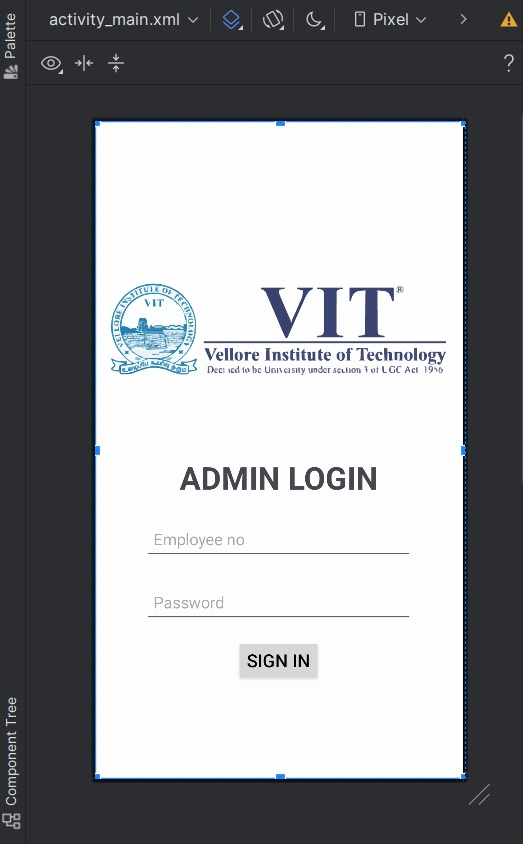 activity_main.xml
Pixel
Palette
?
VELLORE INSTITUTE OF TECHNOLOGY
VIT
VIT®
Vellore Institute of Technology
Deemed to be University under section 3 of UGC Act 1956
ADMIN LOGIN
Employee no
Password
SIGN IN
Component Tree